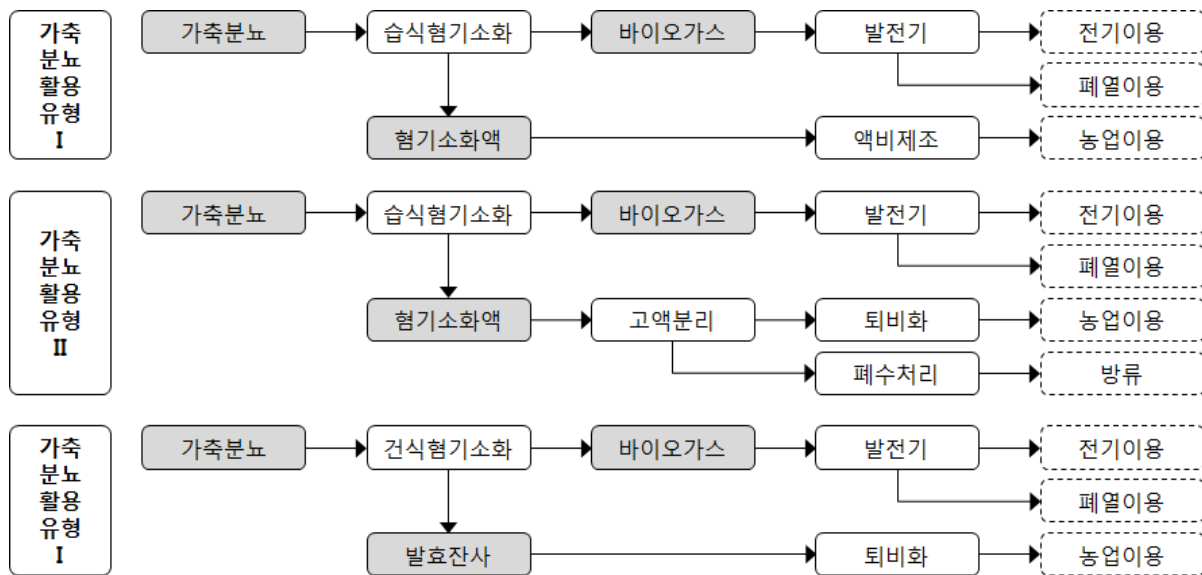 가축
분뇨
활용
유형
I
가축분뇨
습식혐기소화
바이오가스
발전기
전기이용
폐열이용
혐기소화액
액비제조
농업이용
가축
분뇨
활용
유형
II
가축분뇨
습식혐기소화
바이오가스
발전기
전기이용
폐열이용
혐기소화액
고액분리
퇴비화
농업이용
폐수처리
방류
가축
분뇨
활용
유형
I
가축분뇨
건식혐기소화
바이오가스
발전기
전기이용
폐열이용
발효잔사
퇴비화
농업이용